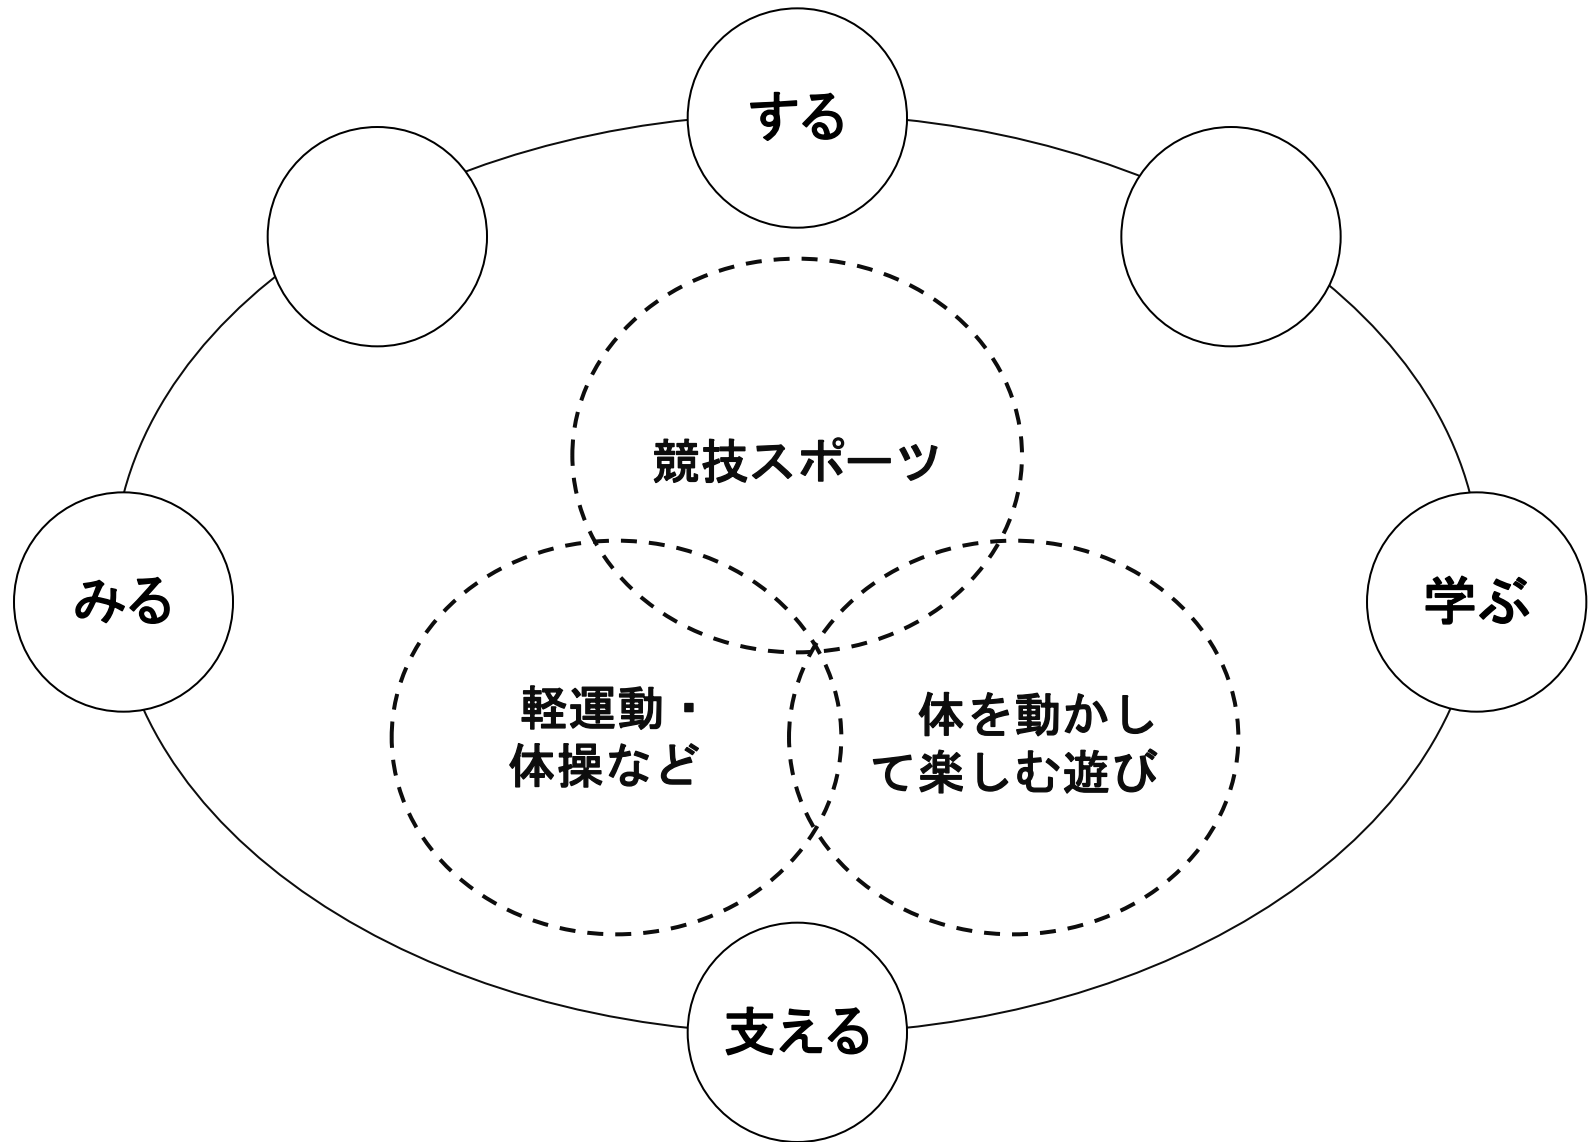 する
競技スポーツ
みる
学ぶ
軽運動・
体操など
体を動かし
て楽しむ遊び
支える